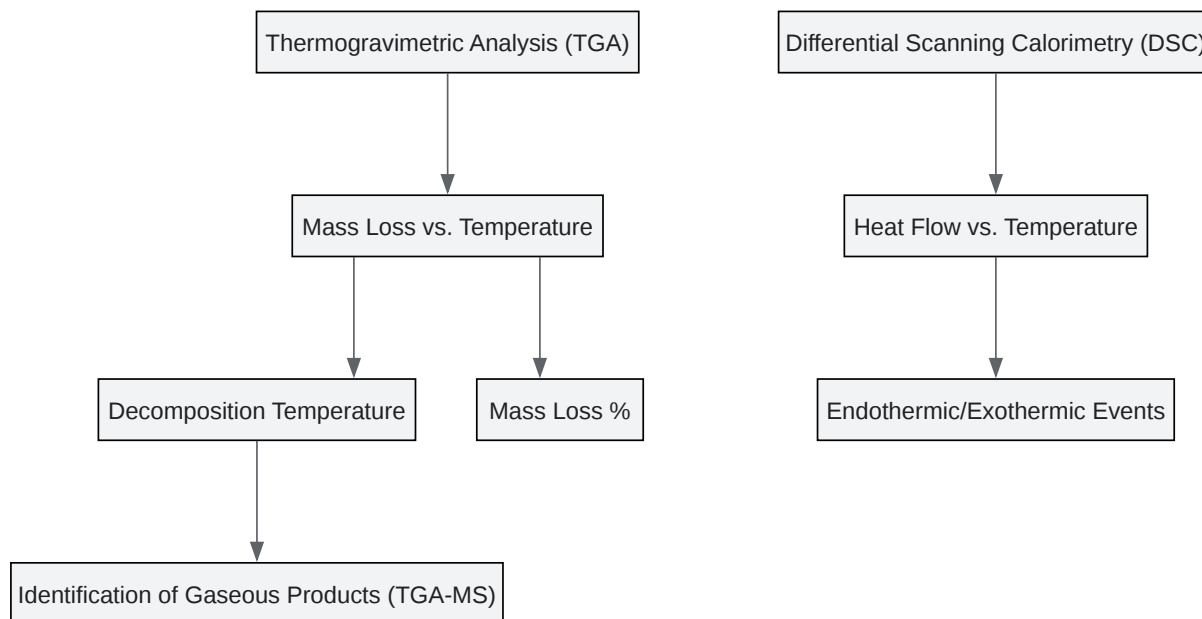 Thermogravimetric Analysis (TGA)
Differential Scanning Calorimetry (DSC)
Mass Loss vs. Temperature
Heat Flow vs. Temperature
Decomposition Temperature
Mass Loss %
Endothermic/Exothermic Events
Identification of Gaseous Products (TGA-MS)